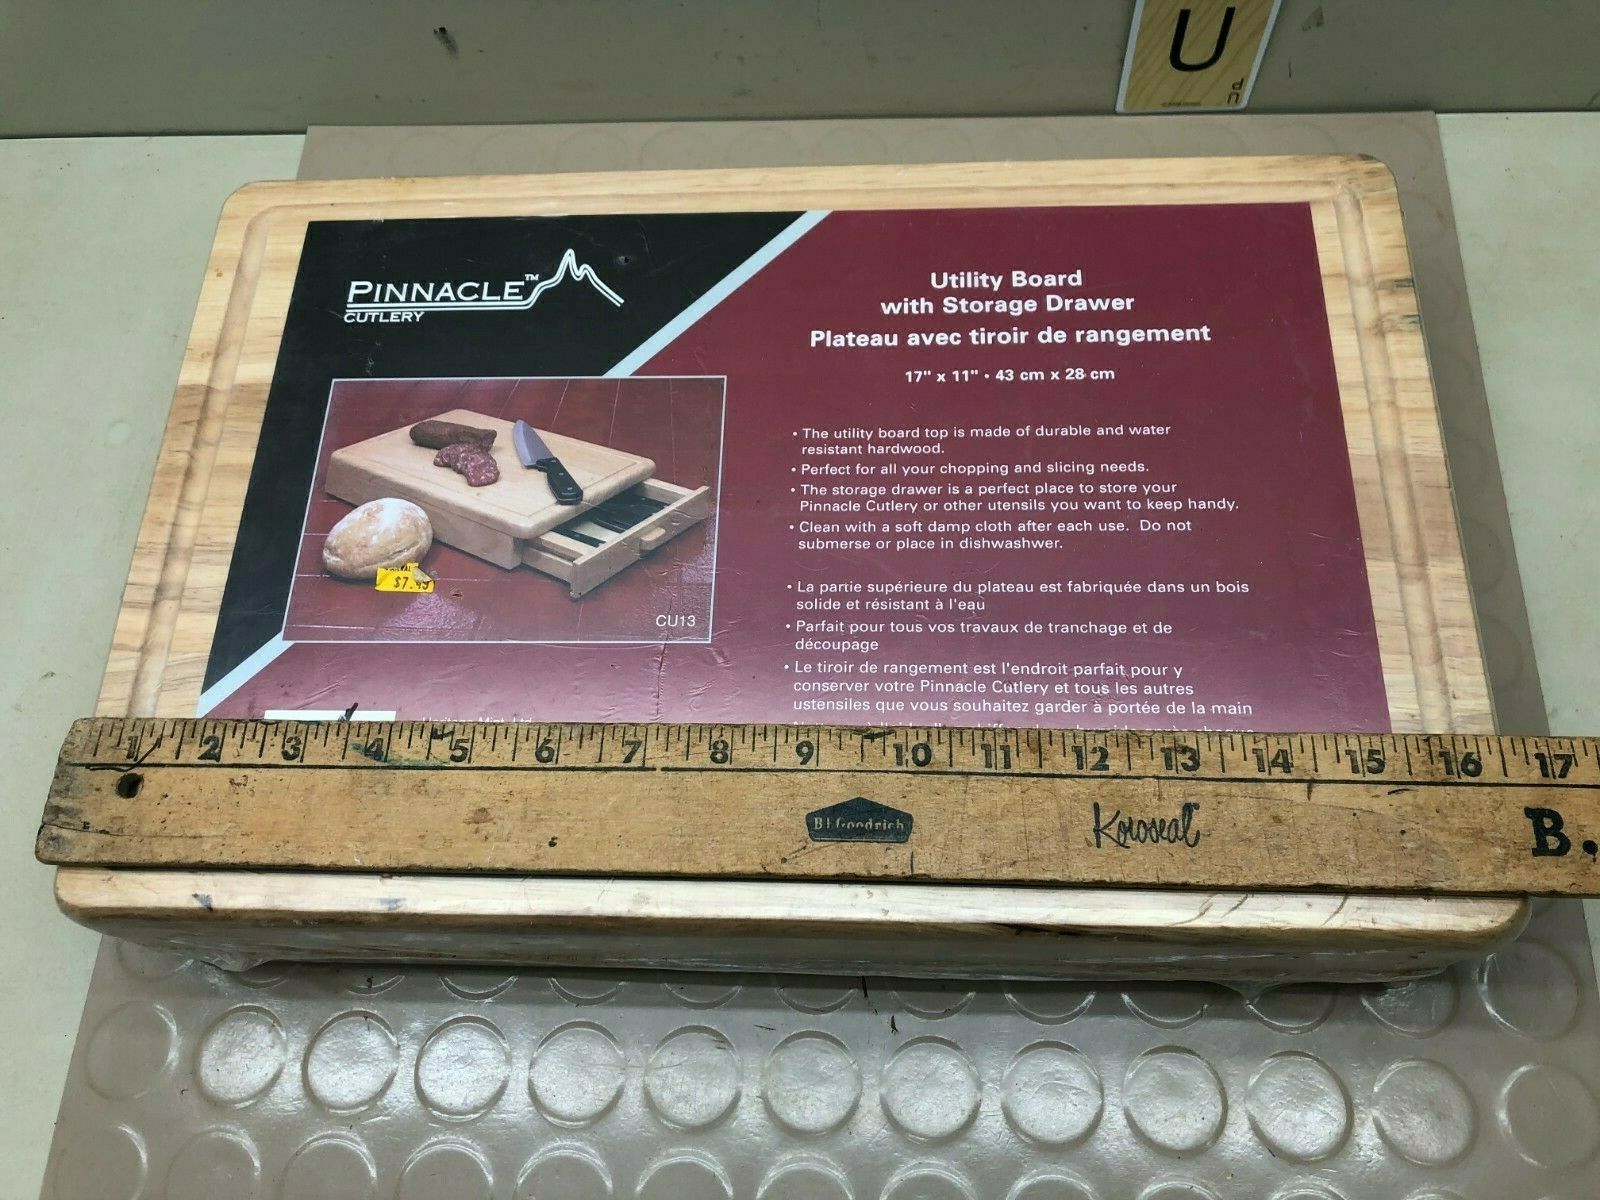 U
PINNACLE™
CUTLERY
Utility Board
with Storage Drawer
Plateau avec tiroir de rangement
17" x 11" • 43 cm x 28 cm
• The utility board top is made of durable and water
resistant hardwood.
• Perfect for all your chopping and slicing needs.
• The storage drawer is a perfect place to store your
Pinnacle Cutlery or other utensils you want to keep handy.
• Clean with a soft damp cloth after each use. Do not
submerse or place in dishwashwer.
• La partie supérieure du plateau est fabriquée dans un bois
solide et résistant à l'eau
• Parfait pour tous vos travaux de tranchage et de
découpage
• Le tiroir de rangement est l'endroit parfait pour y
conserver votre Pinnacle Cutlery et tous les autres
ustensiles que vous souhaitez garder à portée de la main
$7.49
CU13
Heritage Mint, Ltd.
1 2 3 4 5 6 7 8 9 10 11 12 13 14 15 16 17
B.F.Goodrich
Koroseal
B.